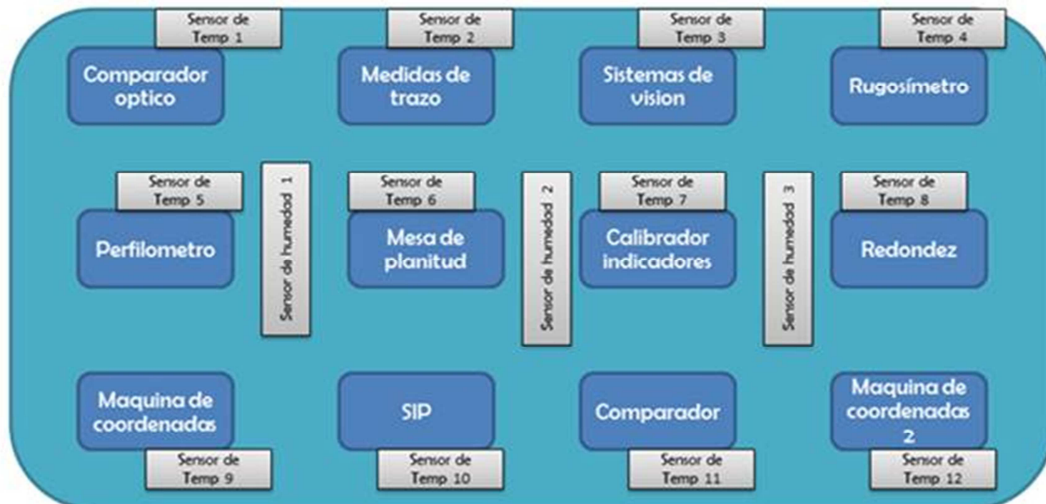 Sensor de
Temp 1
Sensor de
Temp 2
Sensor de
Temp 3
Sensor de
Temp 4
Comparador
optico
Medidas de
trazo
Sistemas de
vision
Rugosímetro
Sensor de
Temp 5
Sensor de humedad 1
Sensor de
Temp 6
Sensor de humedad 2
Sensor de
Temp 7
Sensor de humedad 3
Sensor de
Temp 8
Perfilometro
Mesa de
planitud
Calibrador
indicadores
Redondez
Maquina de
coordenadas
SIP
Comparador
Maquina de
coordenadas
2
Sensor de
Temp 9
Sensor de
Temp 10
Sensor de
Temp 11
Sensor de
Temp 12